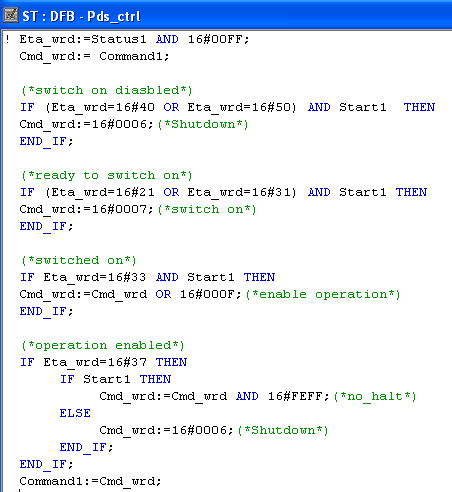 ST : DFB - Pds_ctrl
! Eta_wrd:=Status1 AND 16#00FF;
Cmd_wrd:= Command1;
(*switch on diasbled*)
IF (Eta_wrd=16#40 OR Eta_wrd=16#50) AND Start1 THEN
Cmd_wrd:=16#0006;(*Shutdown*)
END_IF;
(*ready to switch on*)
IF (Eta_wrd=16#21 OR Eta_wrd=16#31) AND Start1 THEN
Cmd_wrd:=16#0007;(*switch on*)
END_IF;
(*switched on*)
IF Eta_wrd=16#33 AND Start1 THEN
Cmd_wrd:=Cmd_wrd OR 16#000F;(*enable operation*)
END_IF;
(*operation enabled*)
IF Eta_wrd=16#37 THEN
IF Start1 THEN
Cmd_wrd:=Cmd_wrd AND 16#FEFF;(*no_halt*)
ELSE
Cmd_wrd:=16#0006;(*Shutdown*)
END_IF;
END_IF;
Command1:=Cmd_wrd;